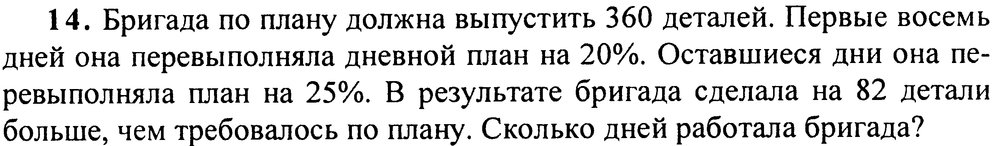 14. Бригада по плану должна выпустить 360 деталей. Первые восемь
дней она перевыполняла дневной план на 20%. Оставшиеся дни она пе-
ревыполняла план на 25%. В результате бригада сделала на 82 детали
больше, чем требовалось по плану. Сколько дней работала бригада?